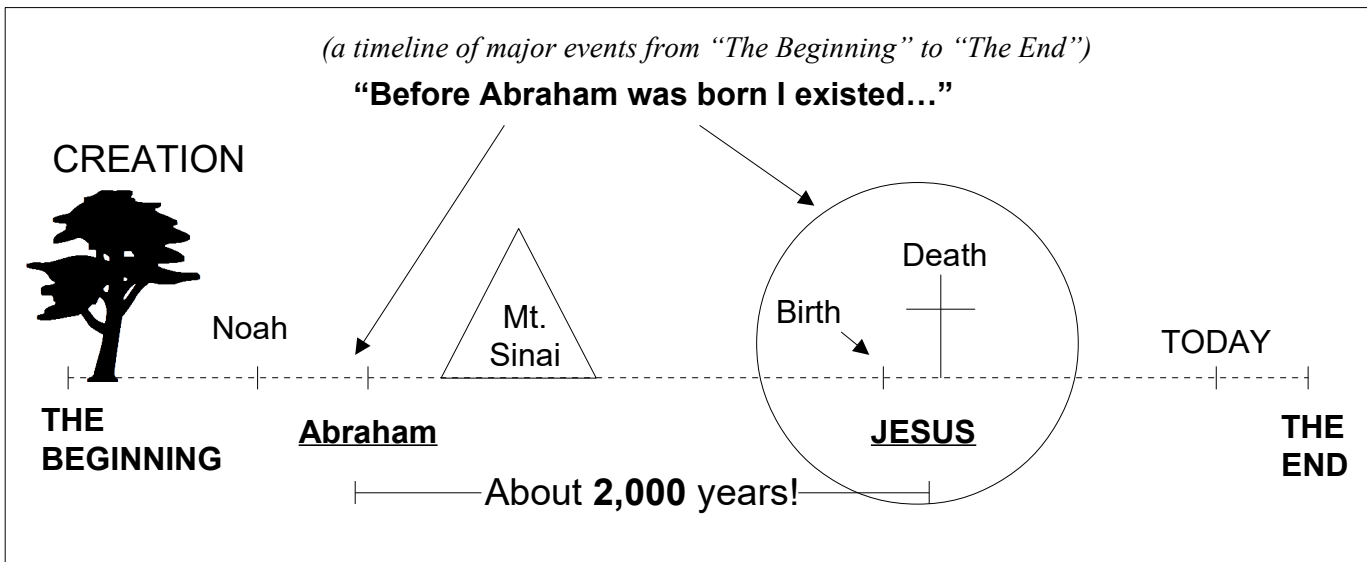 (a timeline of major events from “The Beginning” to “The End”)
“Before Abraham was born I existed…”
CREATION
Death
Birth
Noah
Mt.
Sinai
TODAY
THE
BEGINNING
Abraham
JESUS
THE
END
About 2,000 years!